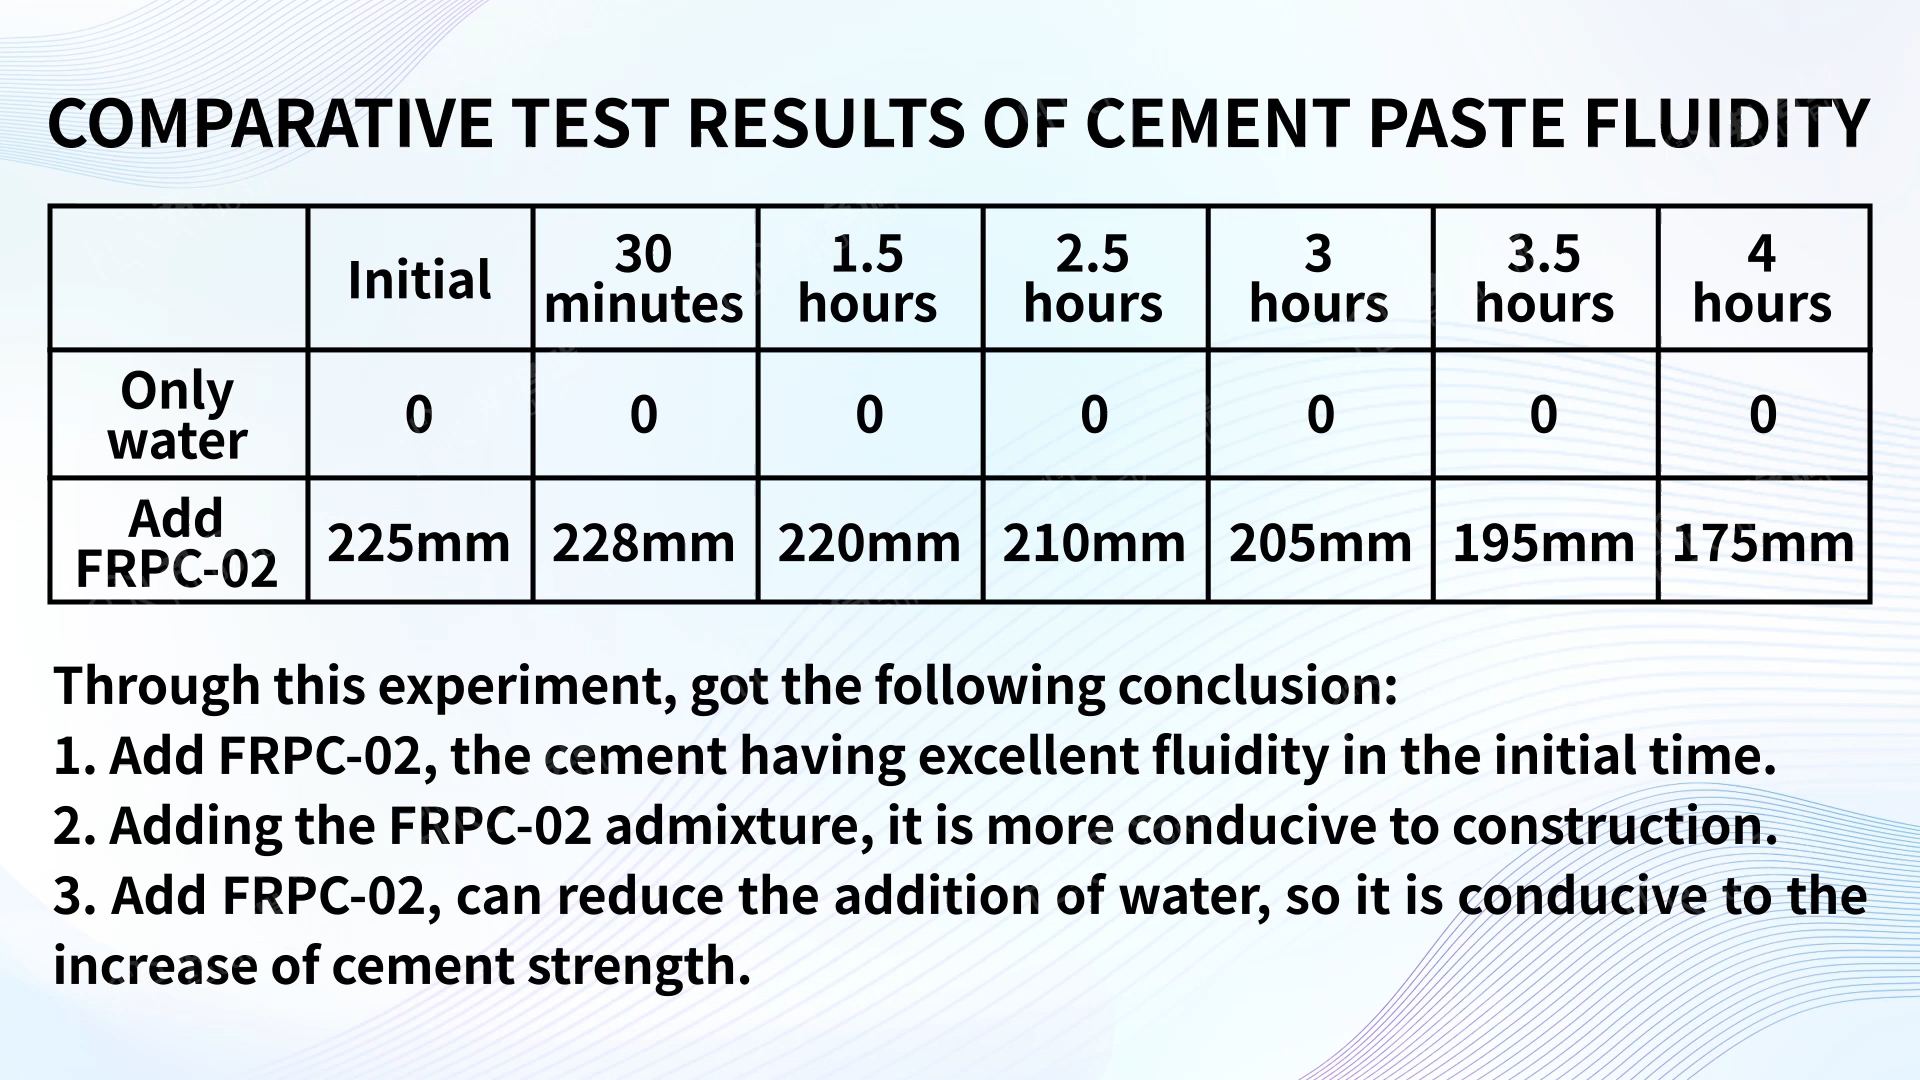 COMPARATIVE TEST RESULTS OF CEMENT PASTE FLUIDITY
Initial
30
minutes
1.5
hours
2.5
hours
3
hours
3.5
hours
4
hours
Only
water
0
0
0
0
0
0
0
Add
FRPC-02
225mm
228mm
220mm
210mm
205mm
195mm
175mm
Through this experiment, got the following conclusion:
1. Add FRPC-02, the cement having excellent fluidity in the initial time.
2. Adding the FRPC-02 admixture, it is more conducive to construction.
3. Add FRPC-02, can reduce the addition of water, so it is conducive to the
increase of cement strength.